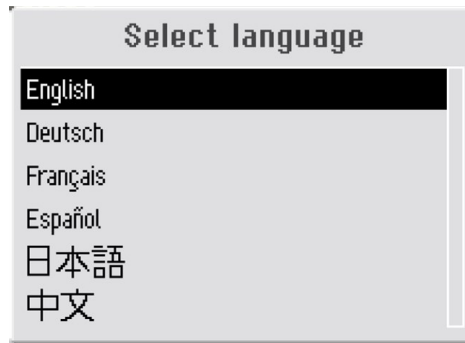 Select language
English
Deutsch
Français
Español
日本語
中文